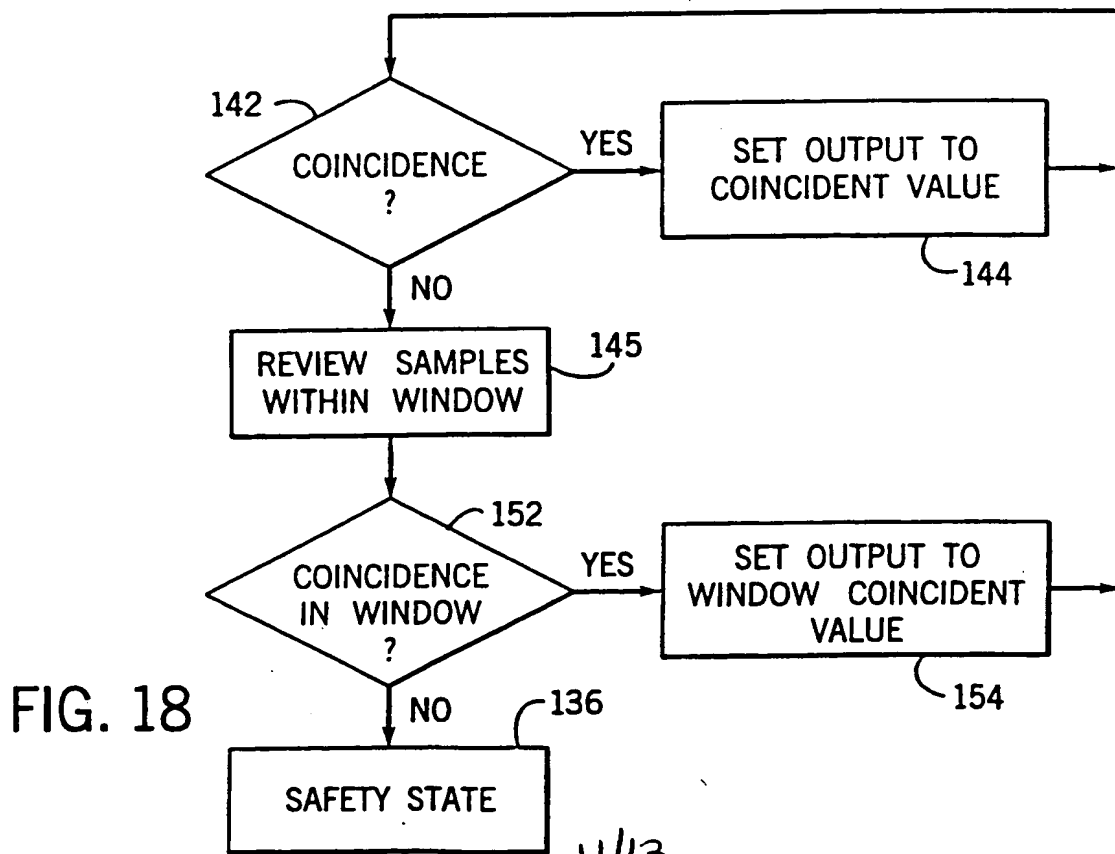 142
COINCIDENCE
?
YES
SET OUTPUT TO
COINCIDENT VALUE
144
NO
REVIEW SAMPLES
WITHIN WINDOW
145
152
COINCIDENCE
IN WINDOW
?
YES
SET OUTPUT TO
WINDOW COINCIDENT
VALUE
154
FIG. 18
NO
136
SAFETY STATE